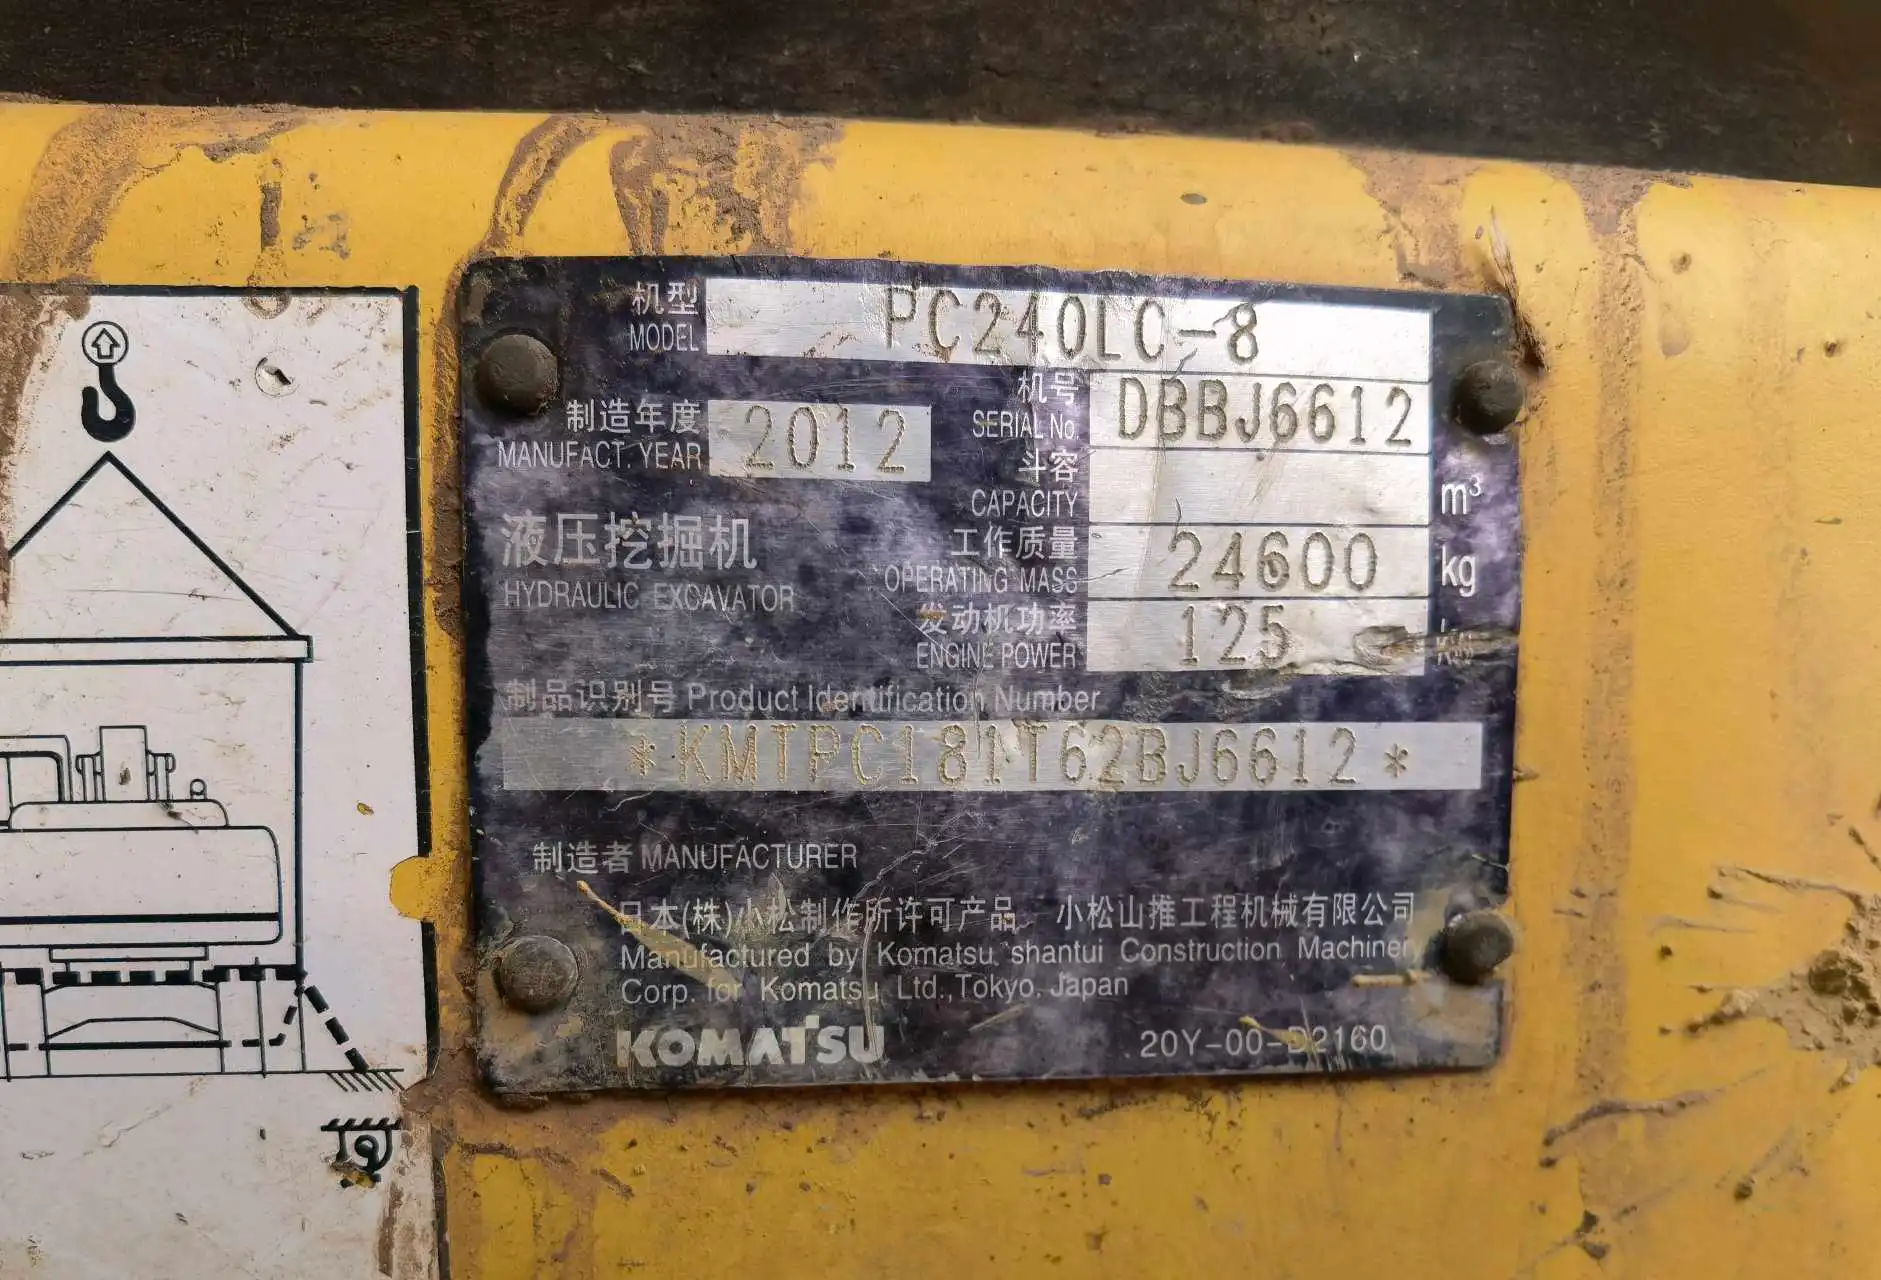 机型 MODEL PC240LC-8
制造年度 MANUFACT. YEAR 2012
机号 SERIAL No. DBBJ6612
斗容 CAPACITY m³
液压挖掘机
HYDRAULIC EXCAVATOR
工作质量 OPERATING MASS 24600 kg
发动机功率 ENGINE POWER 125 kW
制品识别号 Product Identification Number
*KMTPC181T62BJ6612*
制造者 MANUFACTURER
日本(株)小松制作所许可产品 小松山推工程机械有限公司
Manufactured by Komatsu shantui Construction Machinery
Corp. for Komatsu Ltd., Tokyo, Japan
KOMATSU 20Y-00-D2160